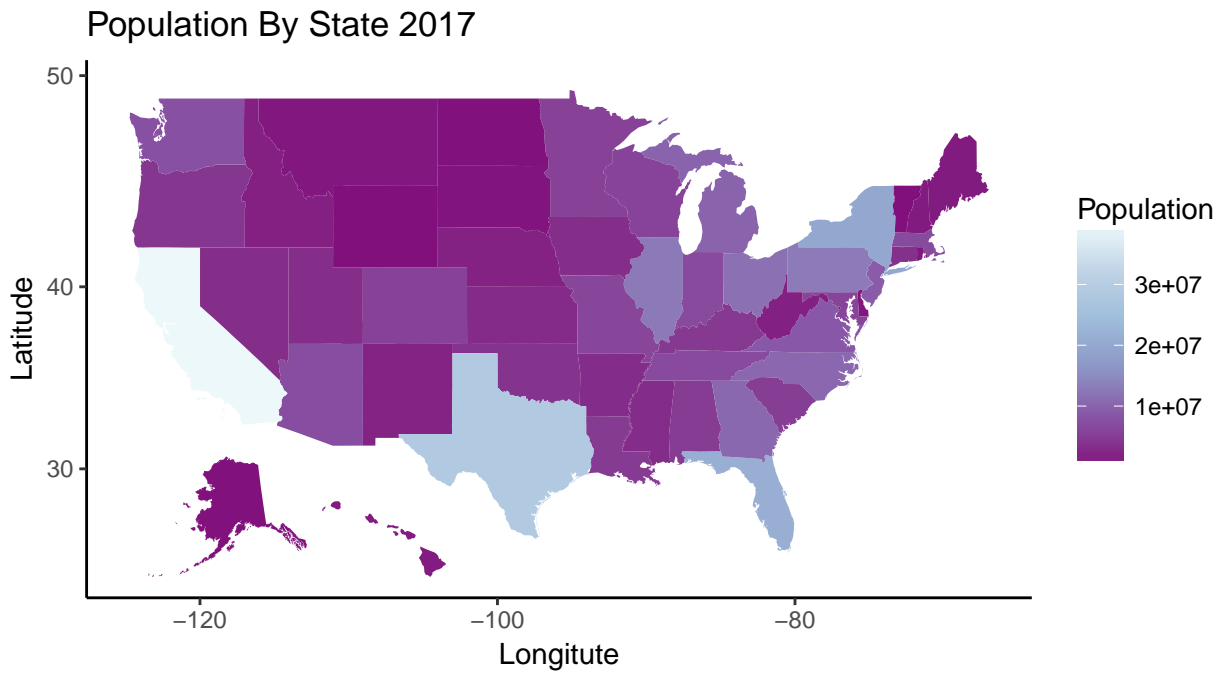 Population By State 2017
50
40
30
Latitude
−120
−100
−80
Longitute
Population
3e+07
2e+07
1e+07